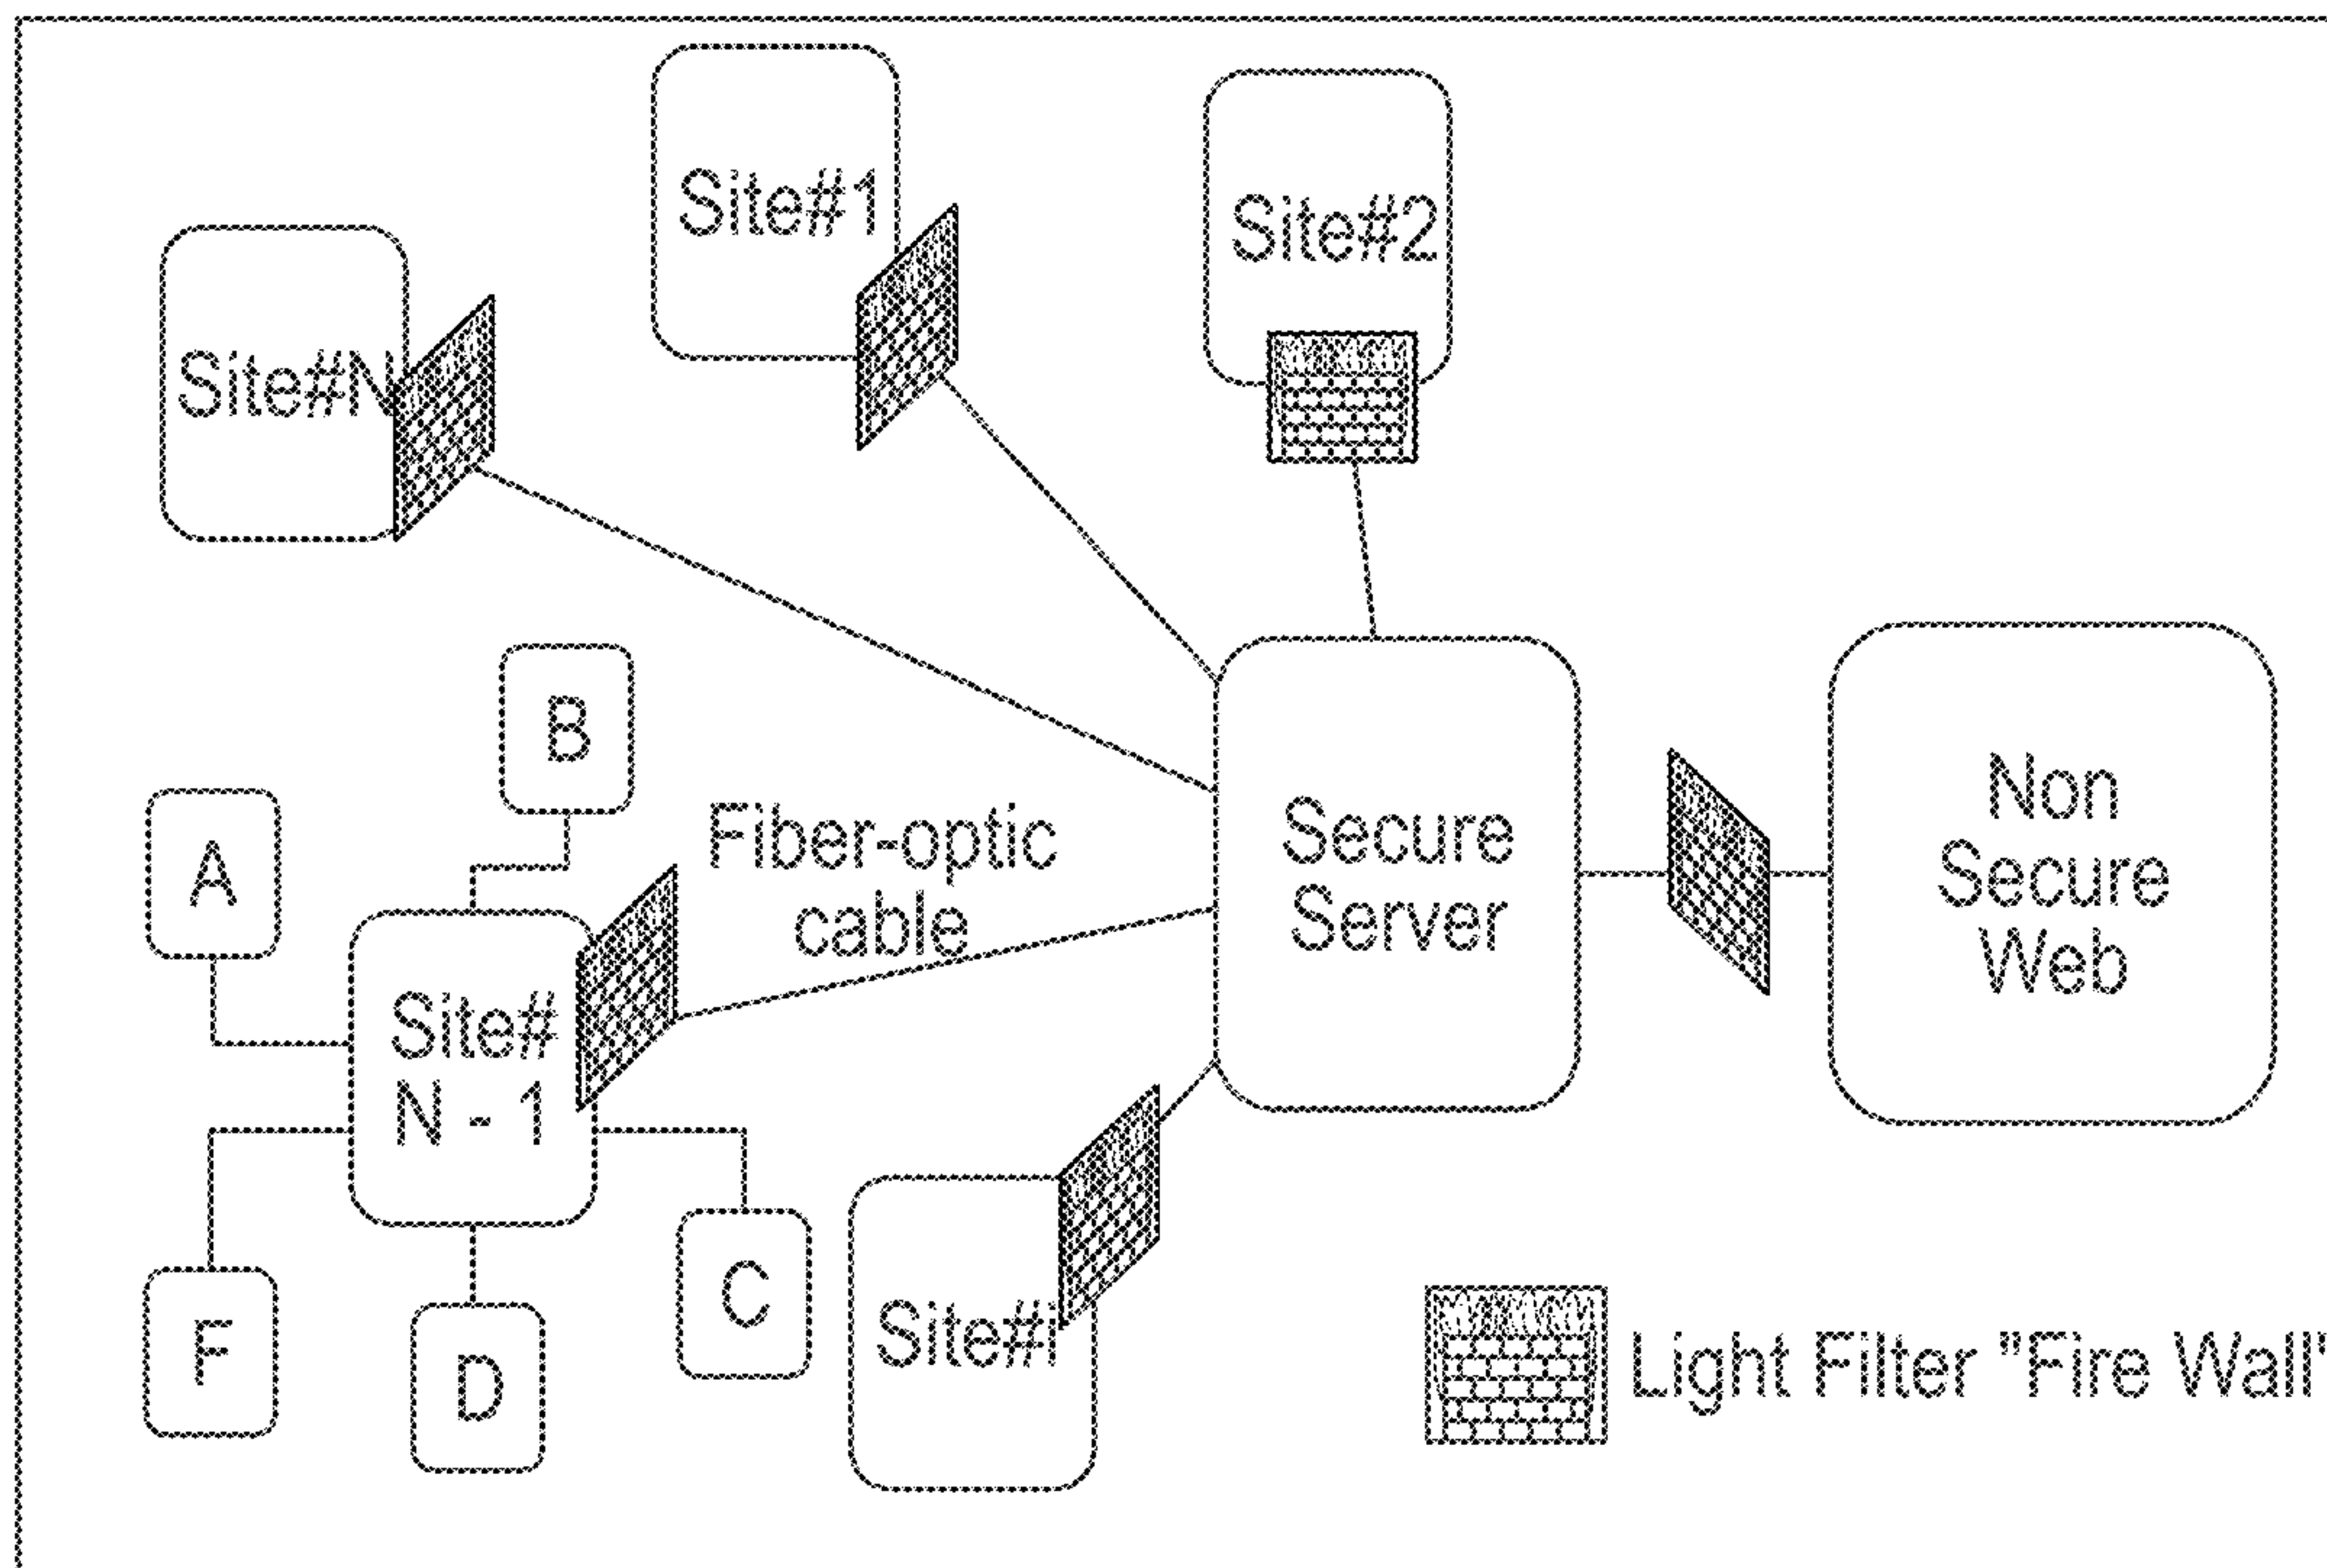 Site#1
Site#2
Site#N
B
A
Fiber-optic
cable
Secure
Server
Non
Secure
Web
Site#
N - 1
F
D
C
Site#i
Light Filter "Fire Wall"